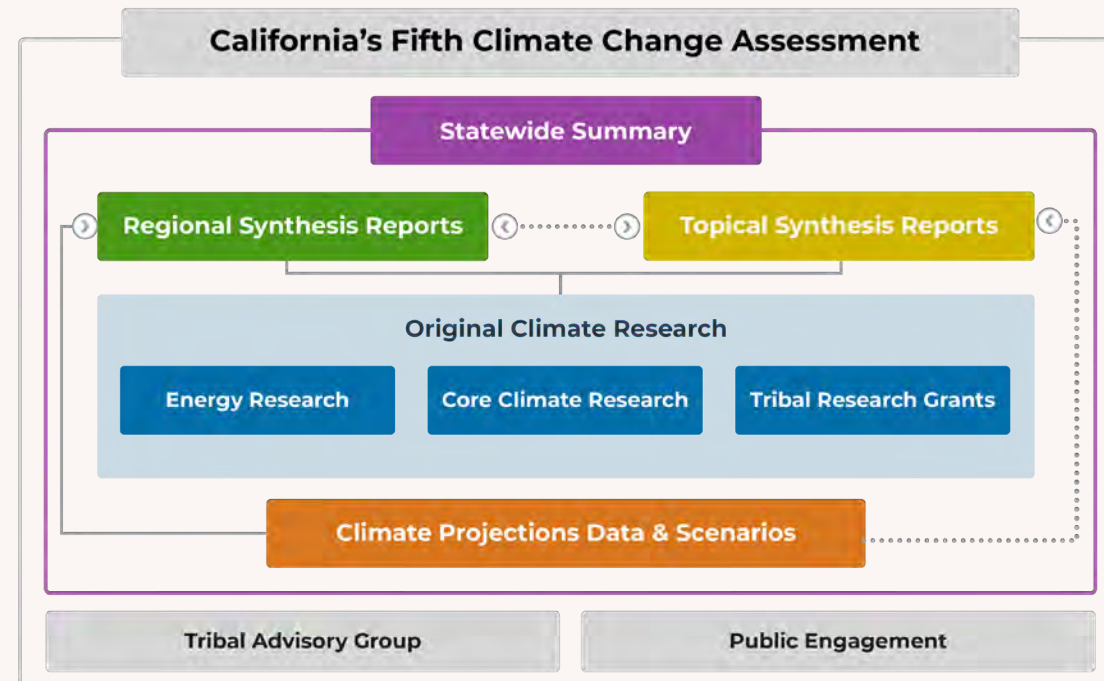 California’s Fifth Climate Change Assessment
Statewide Summary
Regional Synthesis Reports
Topical Synthesis Reports
Original Climate Research
Energy Research
Core Climate Research
Tribal Research Grants
Climate Projections Data & Scenarios
Tribal Advisory Group
Public Engagement